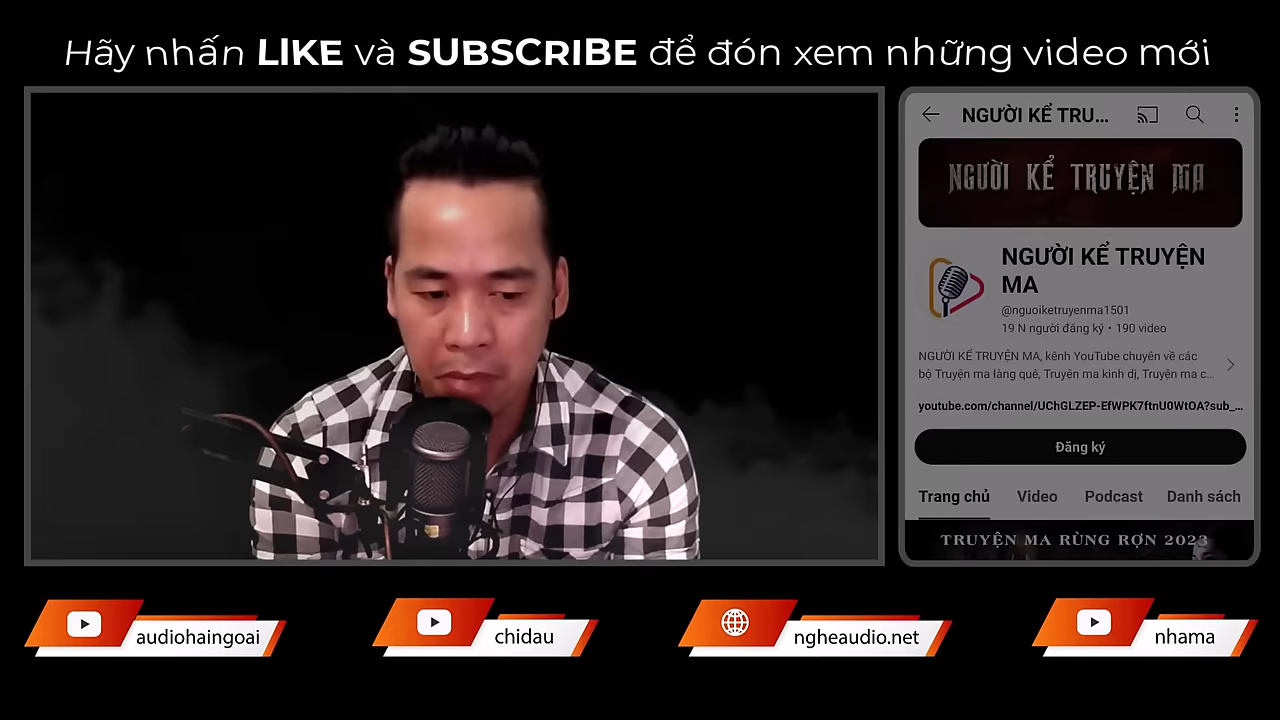 Hãy nhấn LIKE và SUBSCRIBE để đón xem những video mới
NGƯỜI KỂ TRU...
NGƯỜI KỂ TRUYỆN MA
NGƯỜI KỂ TRUYỆN
MA
@nguoiketruyenma1501
19 N người đăng ký • 190 video
NGƯỜI KỂ TRUYỆN MA, kênh YouTube chuyên về các
bộ Truyện ma làng quê, Truyện ma kinh dị, Truyện ma c...
youtube.com/channel/UChGLZEP-EfWPK7ftnU0WtOA?sub_...
Đăng ký
Trang chủ Video Podcast Danh sách
TRUYỆN MA RÙNG RỢN 2023
audiohaingoai
chidau
ngheaudio.net
nhama